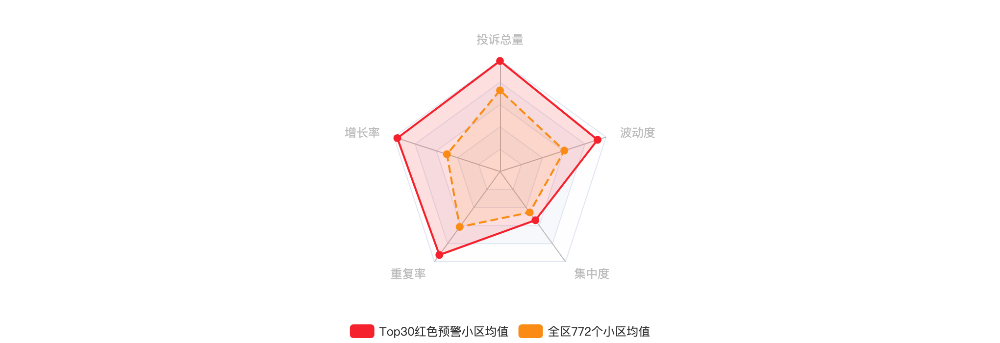 投诉总量
增长率
波动度
重复率
集中度
Top30红色预警小区均值
全区772个小区均值